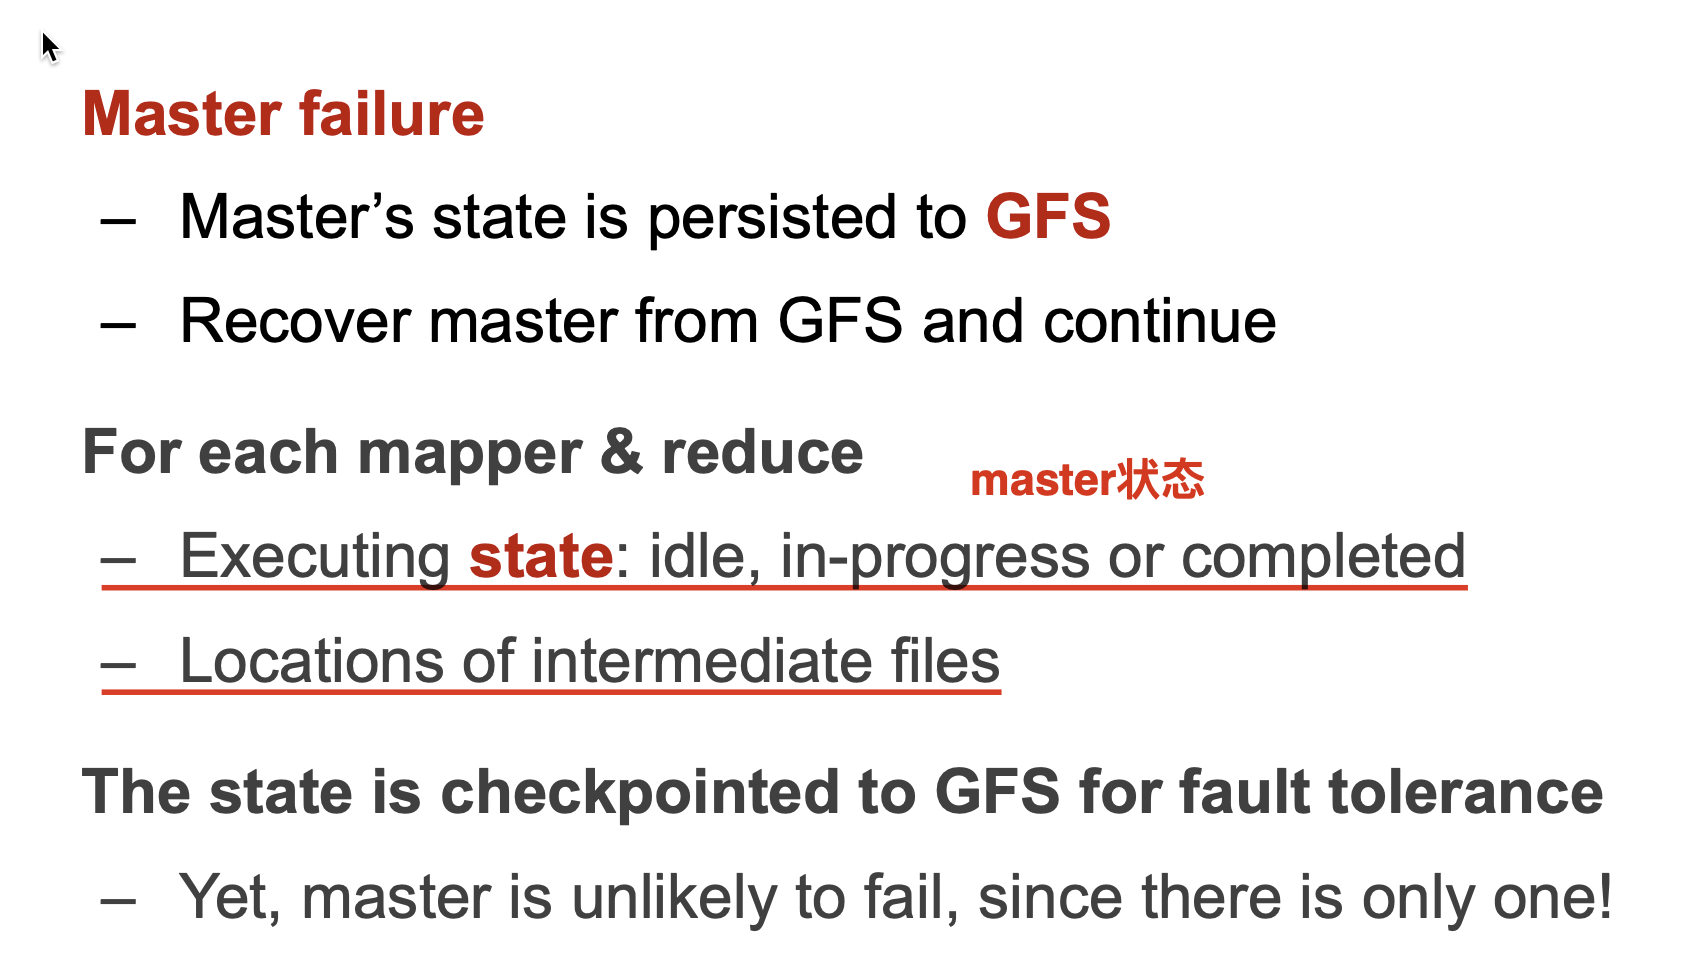 Master failure
– Master’s state is persisted to GFS
– Recover master from GFS and continue
For each mapper & reduce
master状态
– Executing state: idle, in-progress or completed
– Locations of intermediate files
The state is checkpointed to GFS for fault tolerance
– Yet, master is unlikely to fail, since there is only one!